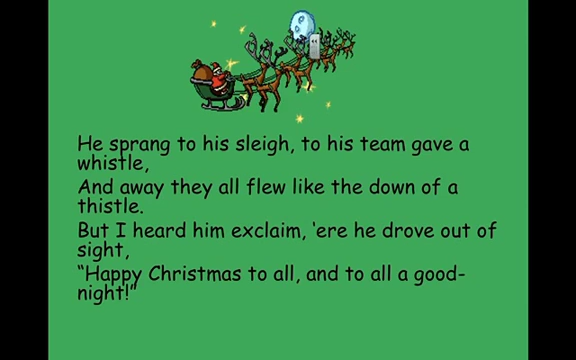 He sprang to his sleigh, to his team gave a
whistle,
And away they all flew like the down of a
thistle.
But I heard him exclaim, ‘ere he drove out of
sight,
“Happy Christmas to all, and to all a good-
night!”